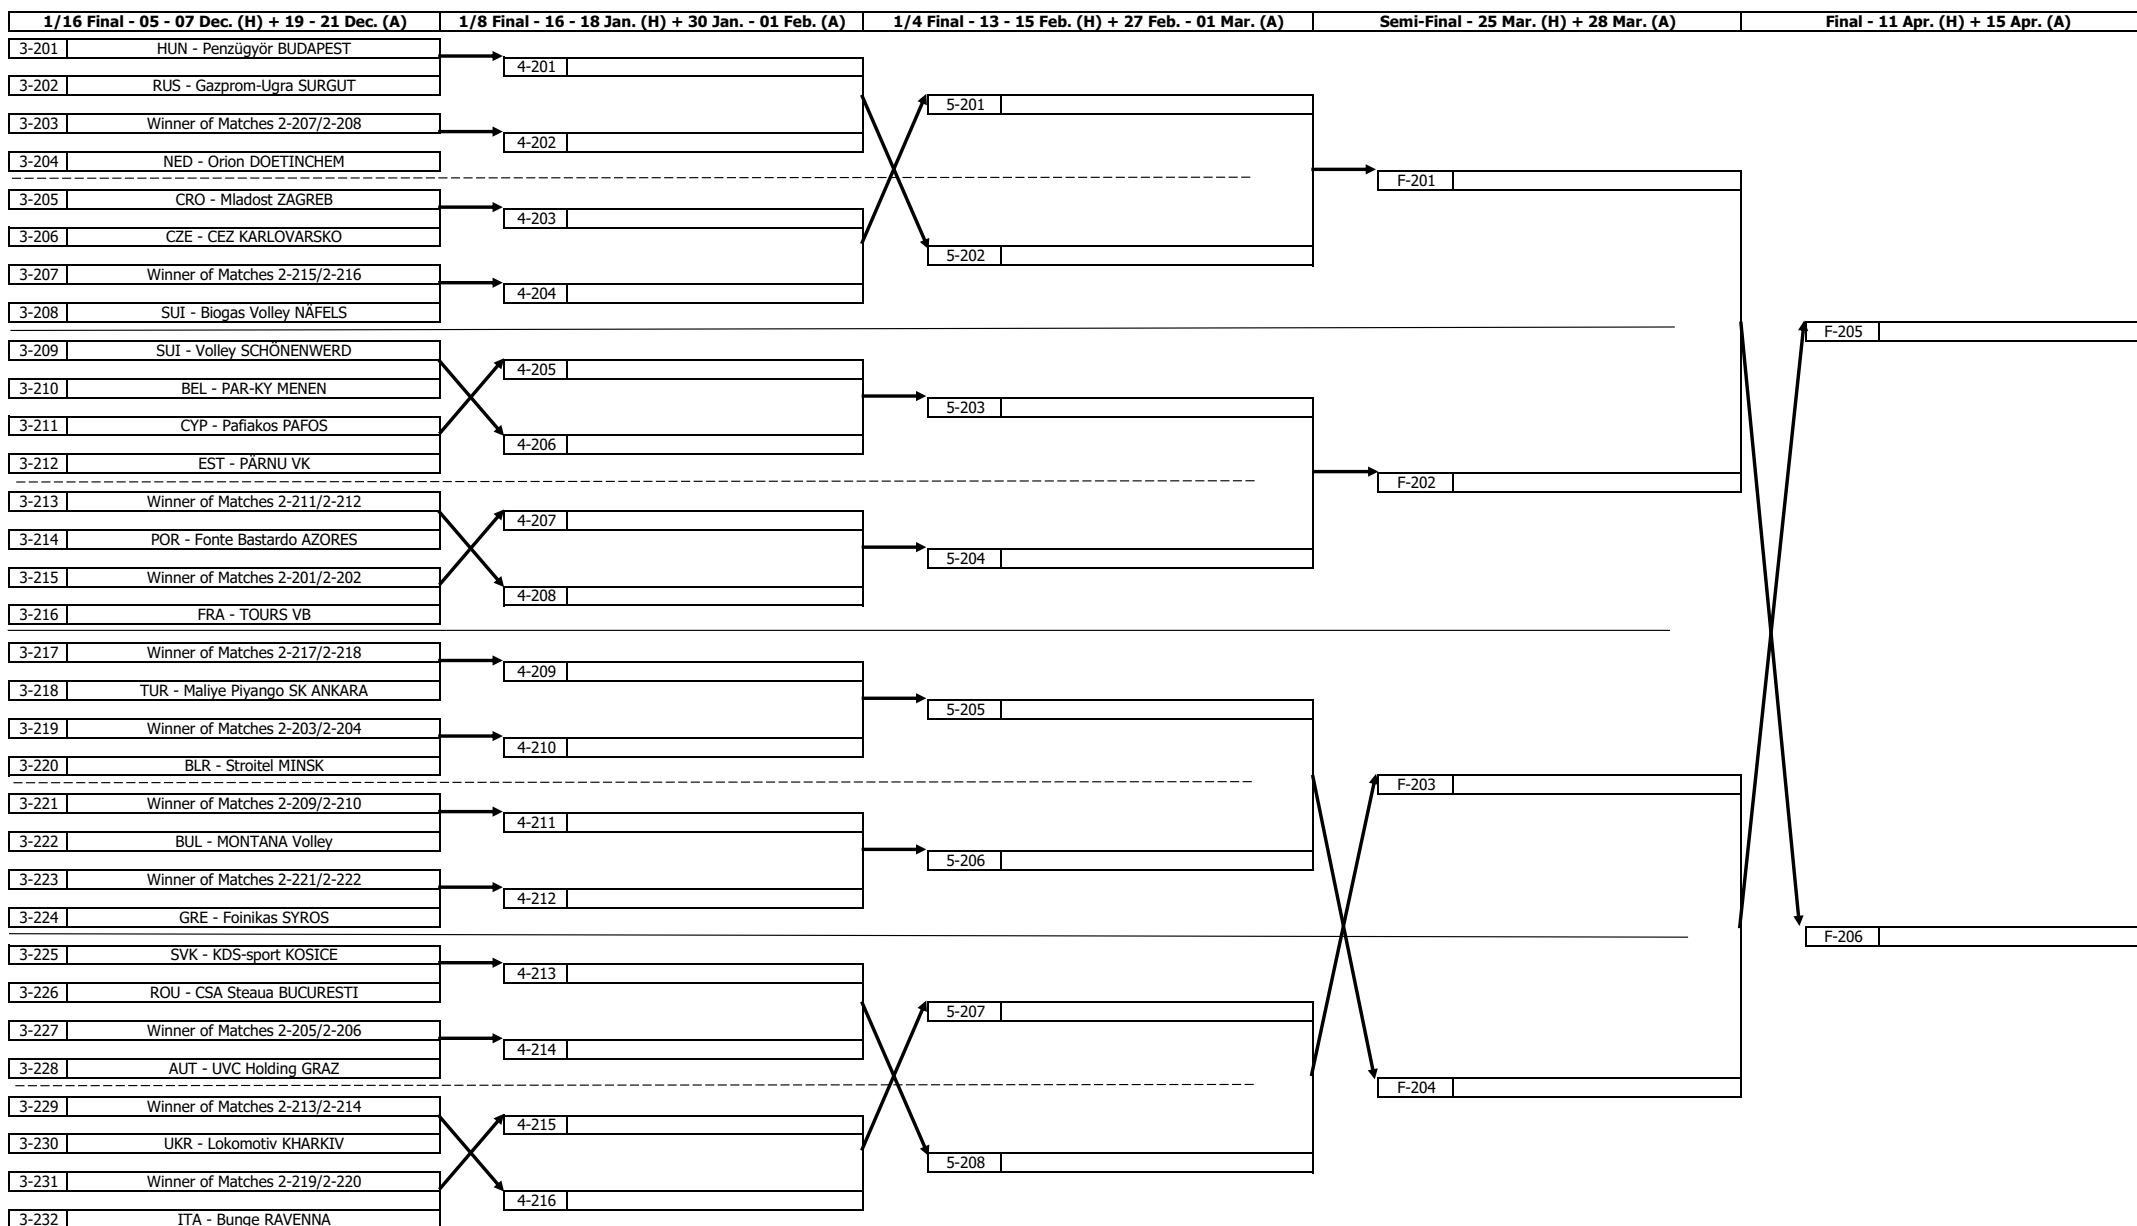 1/16 Final - 05 - 07 Dec. (H) + 19 - 21 Dec. (A) 1/8 Final - 16 - 18 Jan. (H) + 30 Jan. - 01 Feb. (A) 1/4 Final - 13 - 15 Feb. (H) + 27 Feb. - 01 Mar. (A) Semi-Final - 25 Mar. (H) + 28 Mar. (A) Final - 11 Apr. (H) + 15 Apr. (A)
3-201 HUN - Penzügyör BUDAPEST
4-201
3-202 RUS - Gazprom-Ugra SURGUT
5-201
3-203 Winner of Matches 2-207/2-208
4-202
3-204 NED - Orion DOETINCHEM
F-201
3-205 CRO - Mladost ZAGREB
4-203
3-206 CZE - CEZ KARLOVARSKO
5-202
3-207 Winner of Matches 2-215/2-216
4-204
3-208 SUI - Biogas Volley NÄFELS
F-205
3-209 SUI - Volley SCHÖNENWERD
4-205
3-210 BEL - PAR-KY MENEN
5-203
3-211 CYP - Pafiakos PAFOS
4-206
3-212 EST - PÄRNU VK
F-202
3-213 Winner of Matches 2-211/2-212
4-207
3-214 POR - Fonte Bastardo AZORES
5-204
3-215 Winner of Matches 2-201/2-202
4-208
3-216 FRA - TOURS VB
3-217 Winner of Matches 2-217/2-218
4-209
3-218 TUR - Maliye Piyango SK ANKARA
5-205
3-219 Winner of Matches 2-203/2-204
4-210
3-220 BLR - Stroitel MINSK
F-203
3-221 Winner of Matches 2-209/2-210
4-211
3-222 BUL - MONTANA Volley
5-206
3-223 Winner of Matches 2-221/2-222
4-212
3-224 GRE - Foinikas SYROS
F-206
3-225 SVK - KDS-sport KOSICE
4-213
3-226 ROU - CSA Steaua BUCURESTI
5-207
3-227 Winner of Matches 2-205/2-206
4-214
3-228 AUT - UVC Holding GRAZ
F-204
3-229 Winner of Matches 2-213/2-214
4-215
3-230 UKR - Lokomotiv KHARKIV
5-208
3-231 Winner of Matches 2-219/2-220
4-216
3-232 ITA - Bunge RAVENNA